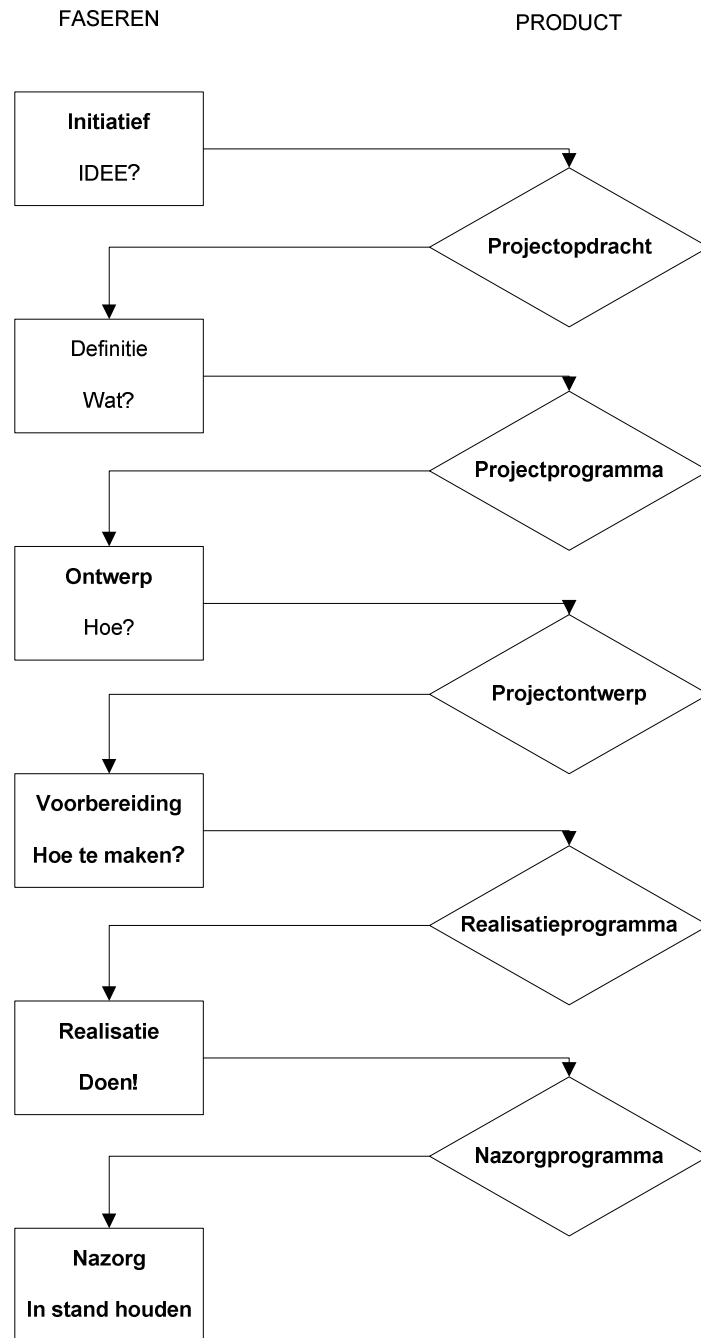 FASEREN
PRODUCT
Initiatief
IDEE?
Projectopdracht
Definitie
Wat?
Projectprogramma
Ontwerp
Hoe?
Projectontwerp
Voorbereiding
Hoe te maken?
Realisatieprogramma
Realisatie
Doen!
Nazorgprogramma
Nazorg
In stand houden